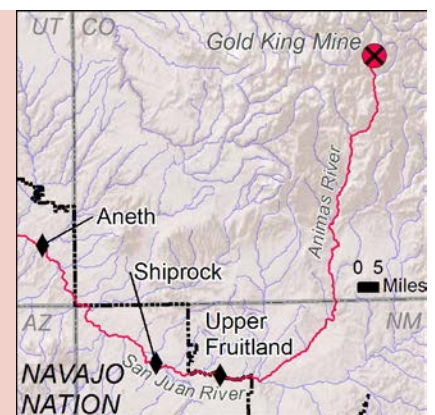 UT CO
Gold King Mine
Animas River
Aneth
0 5
Miles
Shiprock
AZ
NM
Upper
Fruitland
San Juan River
NAVAJO
NATION